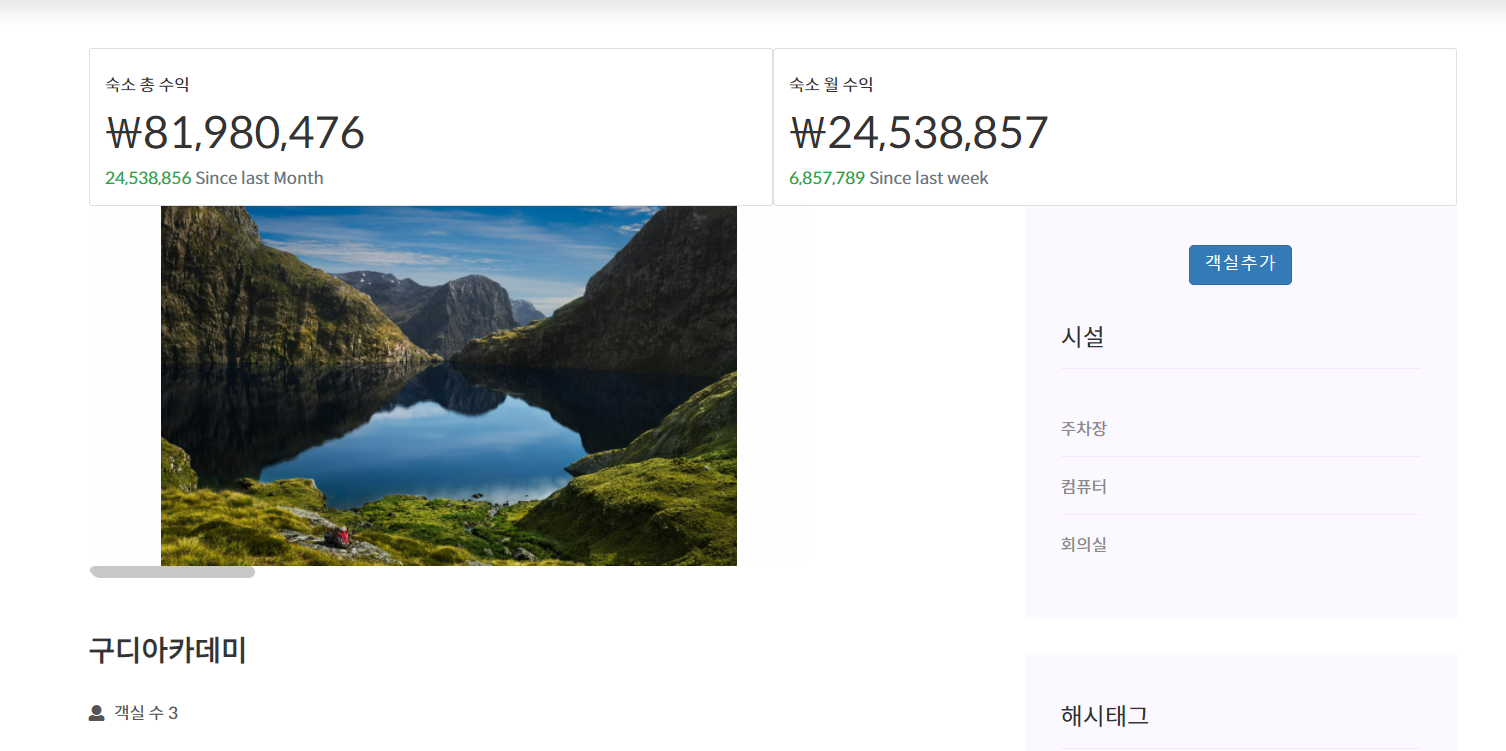 숙소 총 수익
₩81,980,476
24,538,856 Since last Month
숙소 월 수익
₩24,538,857
6,857,789 Since last week
객실추가
시설
주차장
컴퓨터
회의실
구디아카데미
객실 수 3
해시태그